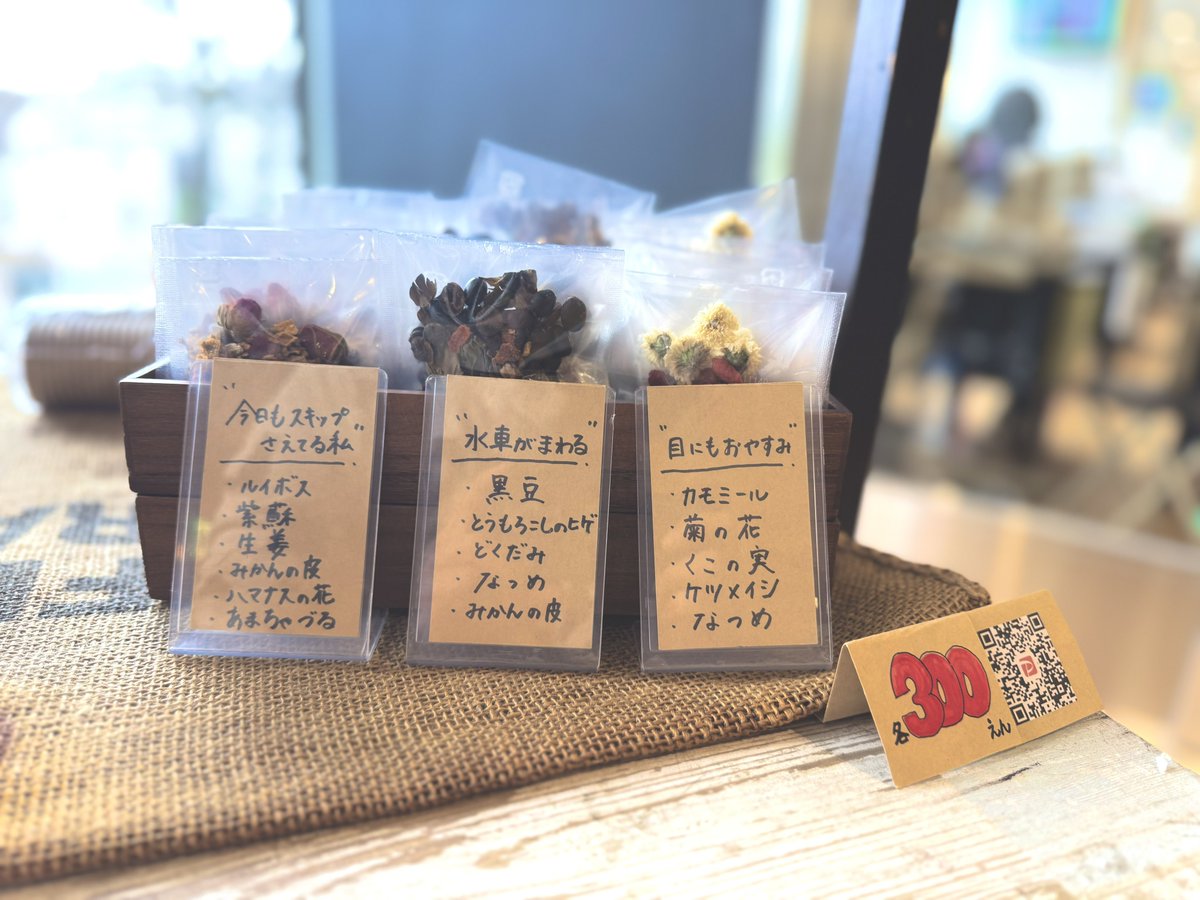 "今日もスキップ
さえてる私"
・ルイボス
・紫蘇
・生姜
・みかんの皮
・ハマナスの花
・あまちゃづる
"水車がまわる"
・黒豆
・とうもろこしのヒゲ
・どくだみ
・なつめ
・みかんの皮
"目にもおやすみ"
・カモミール
・菊の花
・くこの実
・ケツメイシ
・なつめ
各300えん